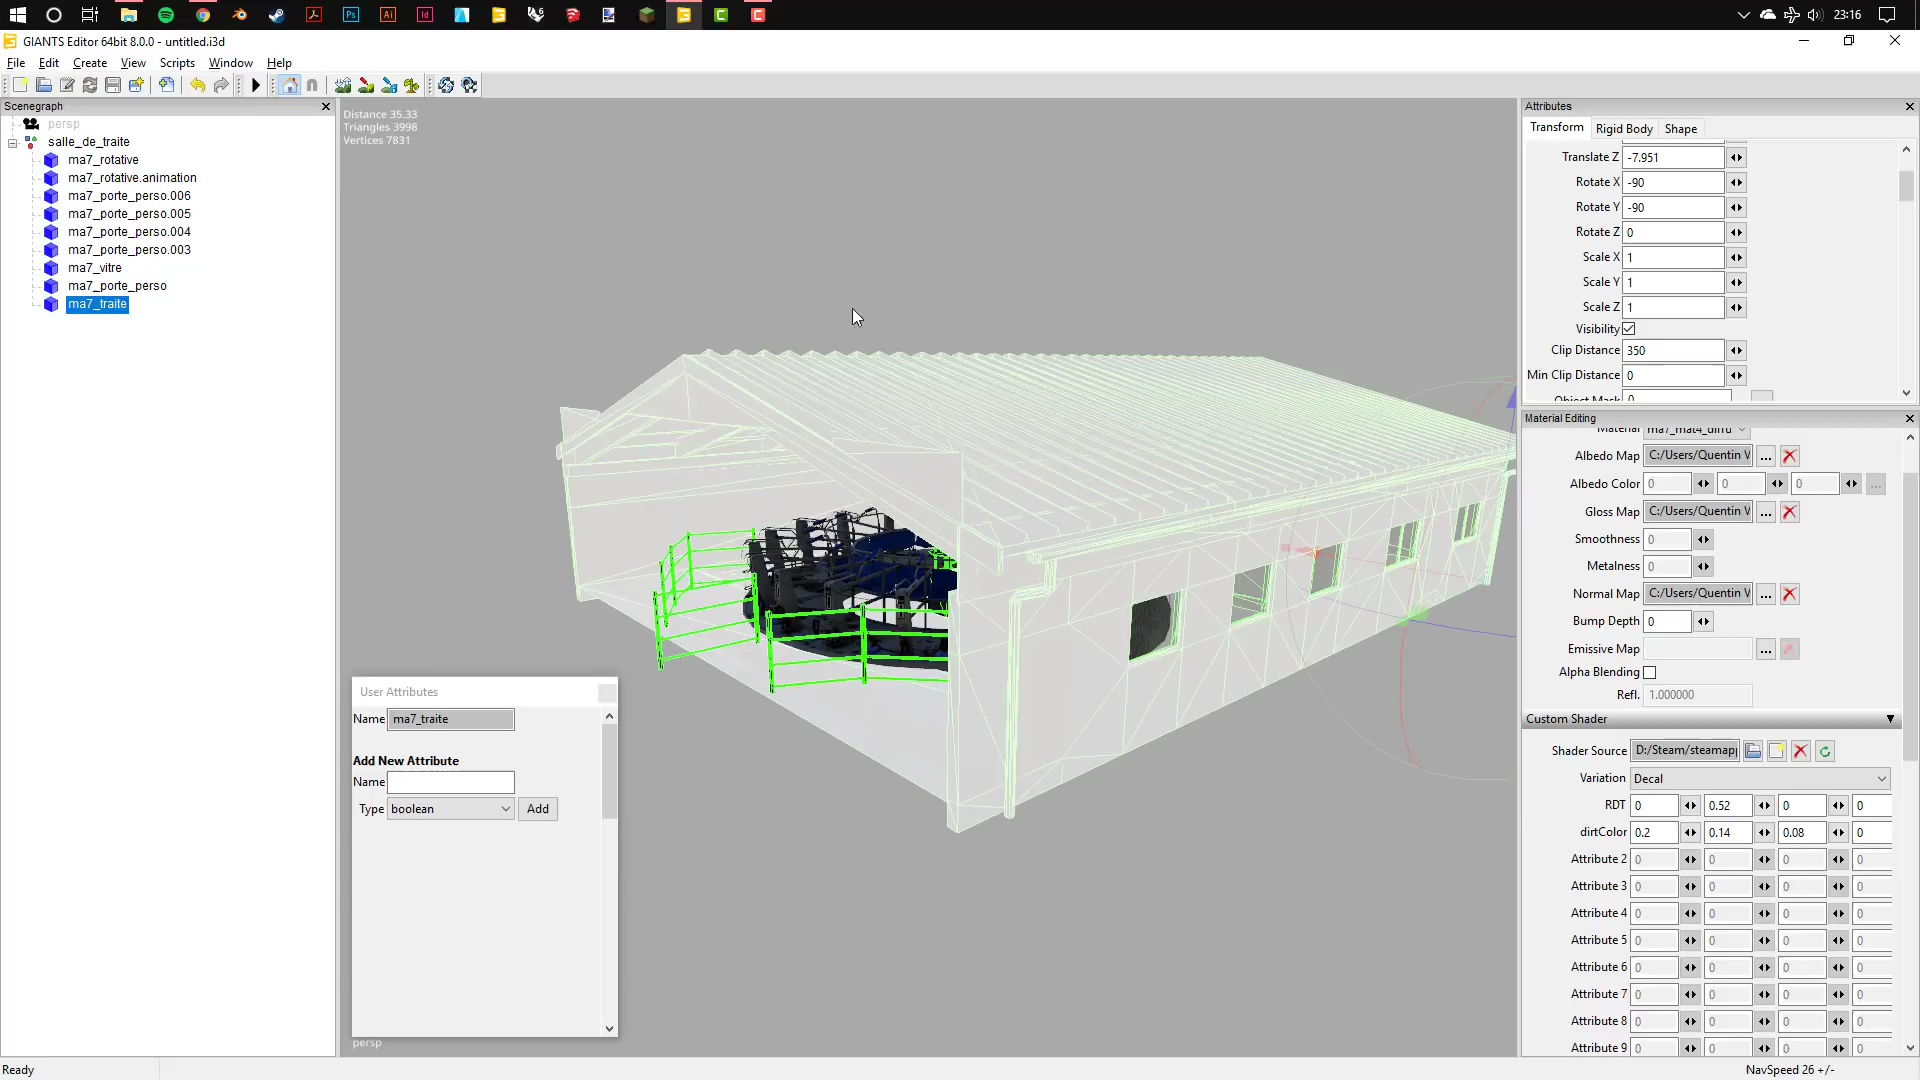 23:16
GIANTS Editor 64bit 8.0.0 - untitled.i3d
File Edit Create View Scripts Window Help
Scenegraph
persp
salle_de_traite
ma7_rotative
ma7_rotative.animation
ma7_porte_perso.006
ma7_porte_perso.005
ma7_porte_perso.004
ma7_porte_perso.003
ma7_vitre
ma7_porte_perso
ma7_traite
Distance 35.33
Triangles 3998
Vertices 7831
User Attributes
Name ma7_traite
Add New Attribute
Name
Type boolean Add
persp
Attributes
Transform Rigid Body Shape
Translate Z -7.951
Rotate X -90
Rotate Y -90
Rotate Z 0
Scale X 1
Scale Y 1
Scale Z 1
Visibility
Clip Distance 350
Min Clip Distance 0
Object Mask 0
Material Editing
Material ma7_mat4_diffu
Albedo Map C:/Users/Quentin V ...
Albedo Color 0 0 0 ...
Gloss Map C:/Users/Quentin V ...
Smoothness 0
Metalness 0
Normal Map C:/Users/Quentin V ...
Bump Depth 0
Emissive Map ...
Alpha Blending
Refl. 1.000000
Custom Shader
Shader Source D:/Steam/steamap
Variation Decal
RDT 0 0.52 0 0
dirtColor 0.2 0.14 0.08 0
Attribute 2 0 0 0 0
Attribute 3 0 0 0 0
Attribute 4 0 0 0 0
Attribute 5 0 0 0 0
Attribute 6 0 0 0 0
Attribute 7 0 0 0 0
Attribute 8 0 0 0 0
Attribute 9 0 0 0 0
Ready
NavSpeed 26 +/-